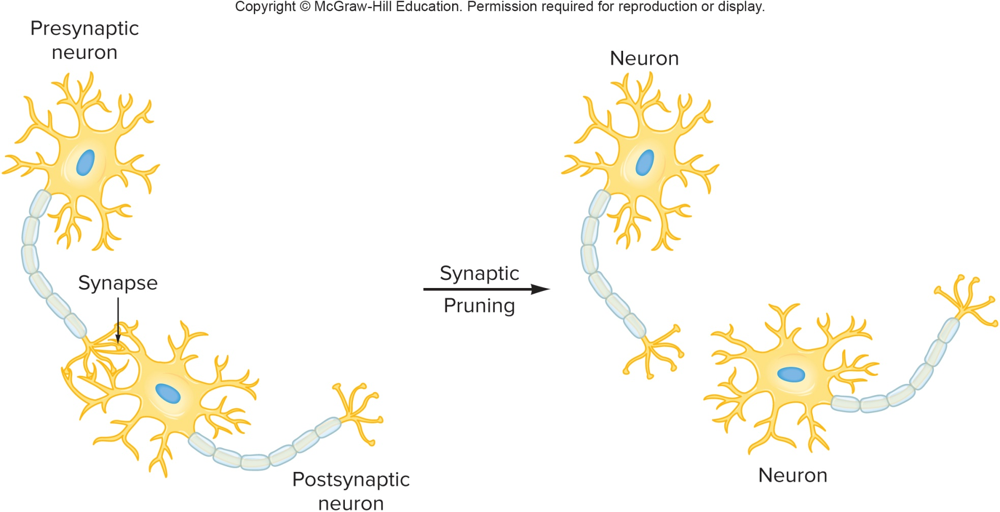 Copyright © McGraw-Hill Education. Permission required for reproduction or display.
Presynaptic
neuron
Synapse
Postsynaptic
neuron
Synaptic
Pruning
Neuron
Neuron